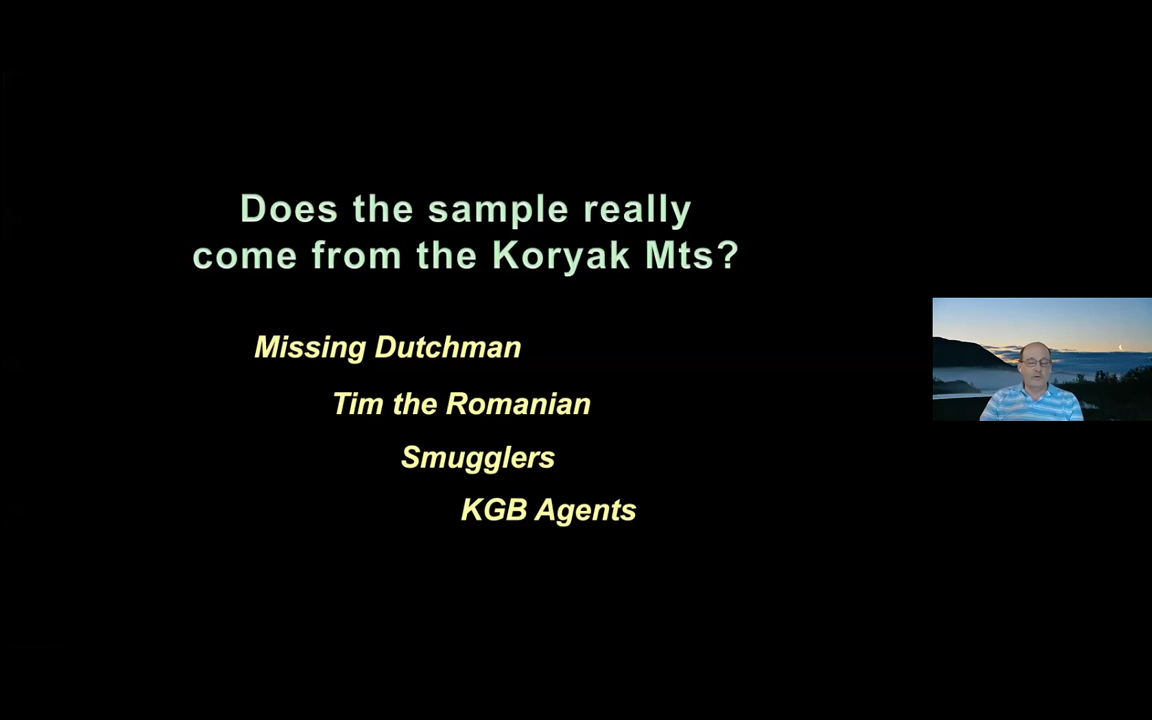 Does the sample really
come from the Koryak Mts?
Missing Dutchman
Tim the Romanian
Smugglers
KGB Agents